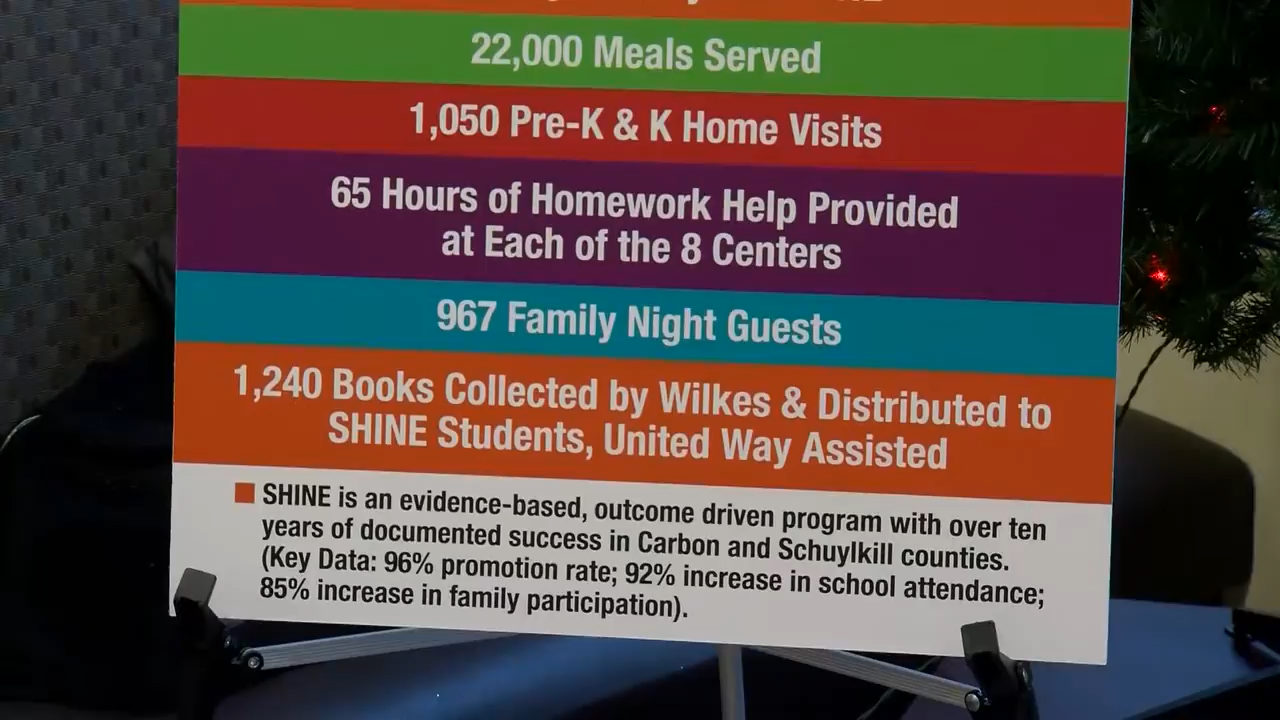 22,000 Meals Served
1,050 Pre-K & K Home Visits
65 Hours of Homework Help Provided
at Each of the 8 Centers
967 Family Night Guests
1,240 Books Collected by Wilkes & Distributed to
SHINE Students, United Way Assisted
SHINE is an evidence-based, outcome driven program with over ten
years of documented success in Carbon and Schuylkill counties.
(Key Data: 96% promotion rate; 92% increase in school attendance;
85% increase in family participation).